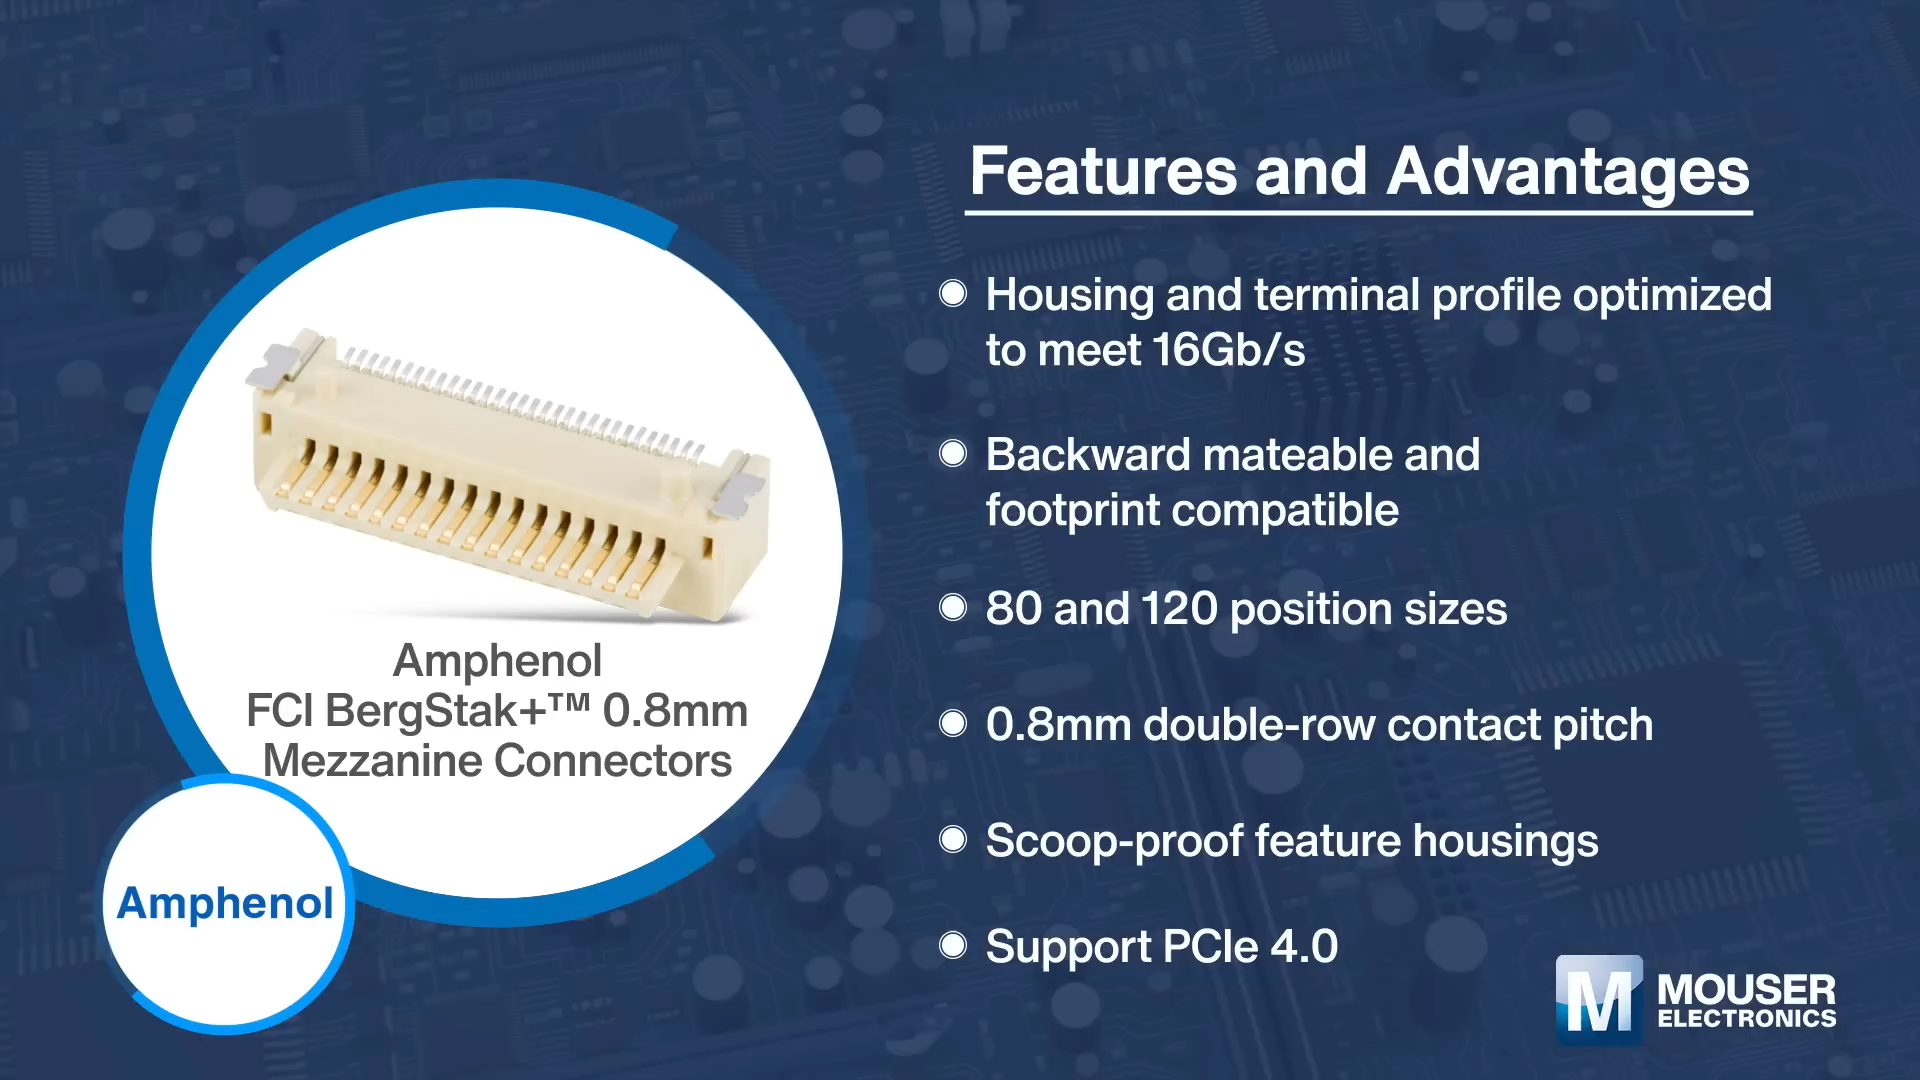 Features and Advantages
Housing and terminal profile optimized
to meet 16Gb/s
Backward mateable and
footprint compatible
80 and 120 position sizes
0.8mm double-row contact pitch
Scoop-proof feature housings
Support PCIe 4.0
Amphenol
FCI BergStak+™ 0.8mm
Mezzanine Connectors
Amphenol
M
MOUSER
ELECTRONICS